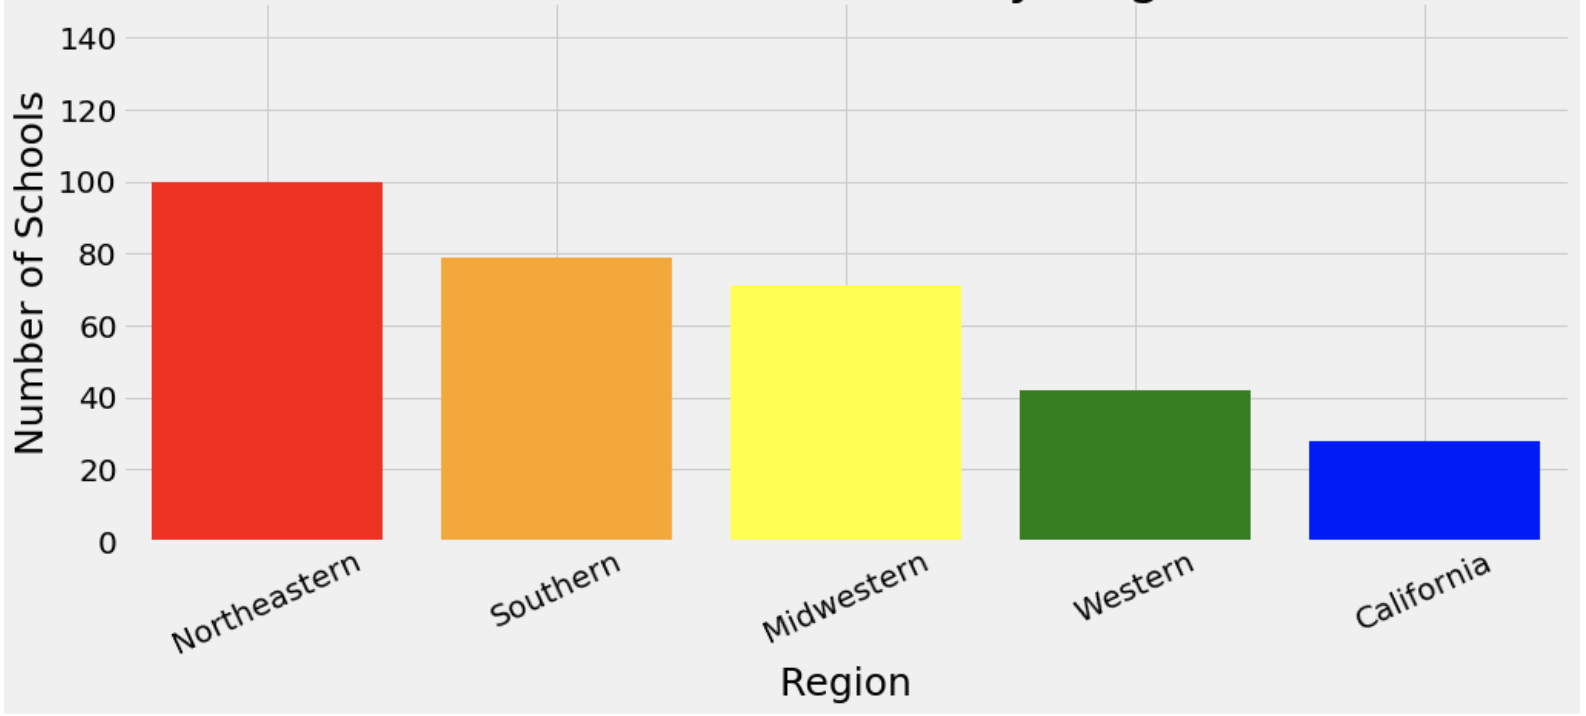 140
120
100
80
60
40
20
0
Number of Schools
Northeastern
Southern
Midwestern
Western
California
Region